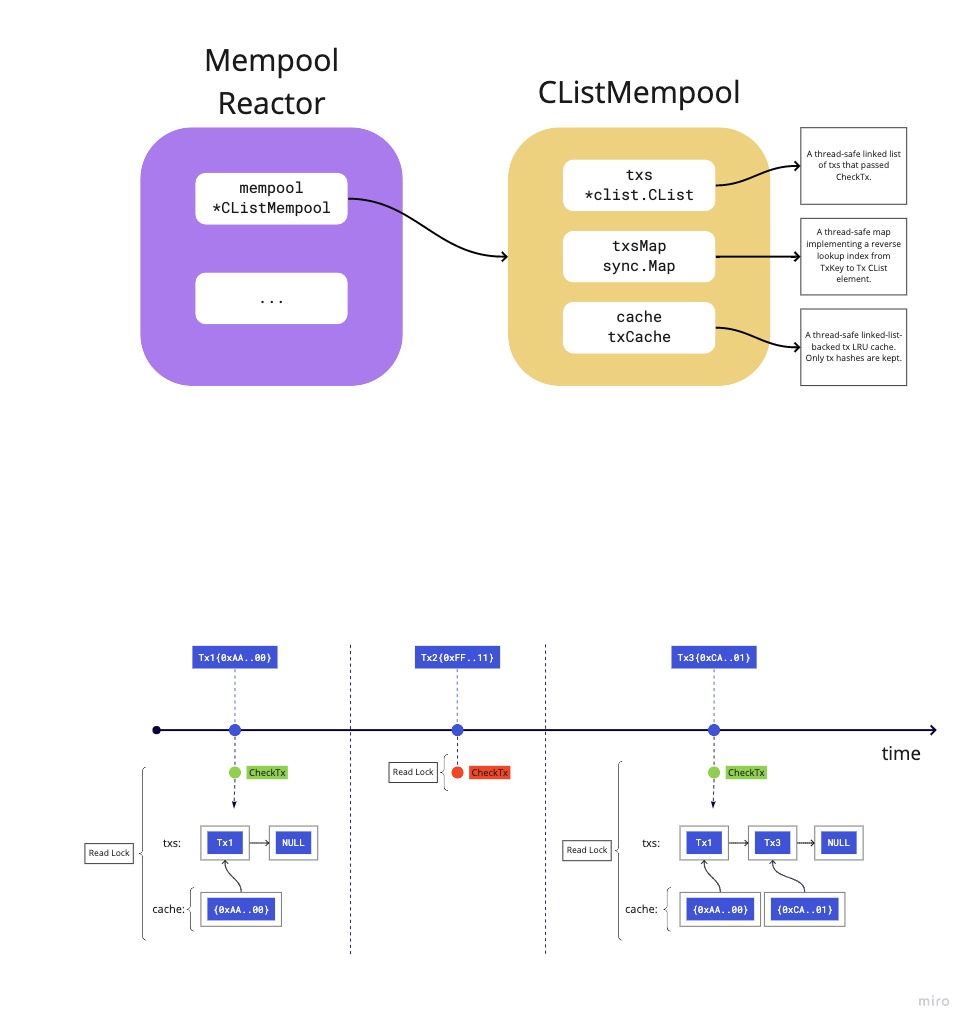 Mempool
Reactor
CListMempool
mempool
*CListMempool
...
txs
*clist.CList
txsMap
sync.Map
cache
txCache
A thread-safe linked list
of txs that passed
CheckTx.
A thread-safe map
implementing a reverse
lookup index from
TxKey to Tx CList
element.
A thread-safe linked-list-
backed tx LRU cache.
Only tx hashes are kept.
Tx1{0xAA..00}
Tx2{0xFF..11}
Tx3{0xCA..01}
time
CheckTx
Read Lock
CheckTx
CheckTx
Read Lock
txs:
Tx1
NULL
cache:
{0xAA..00}
Read Lock
txs:
Tx1
Tx3
NULL
cache:
{0xAA..00}
{0xCA..01}
miro